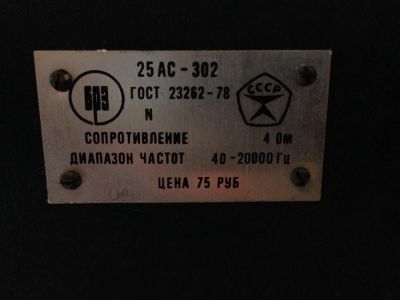 25АС-302
БРЗ
ГОСТ 23262-78
СССР
N
СОПРОТИВЛЕНИЕ 4 ОМ
ДИАПАЗОН ЧАСТОТ 40-20000 ГЦ
ЦЕНА 75 РУБ